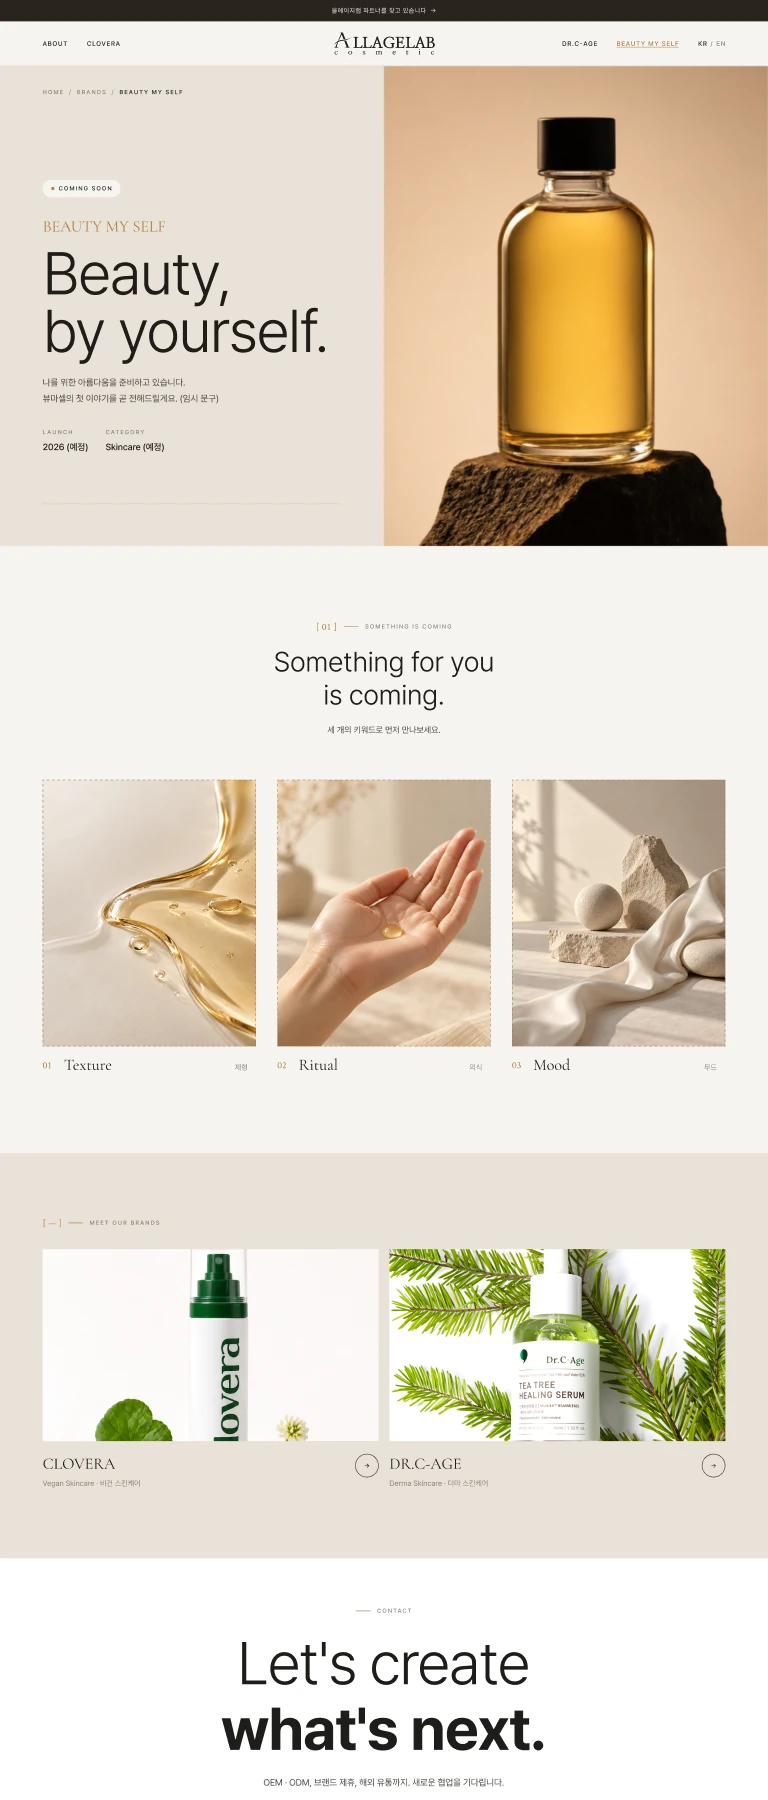 올에이지랩 파트너를 찾고 있습니다 →
ABOUT CLOVERA
ALLAGELAB
cosmetic
DR.C-AGE BEAUTY MY SELF KR / EN
HOME / BRANDS / BEAUTY MY SELF
COMING SOON
BEAUTY MY SELF
Beauty,
by yourself.
나를 위한 아름다움을 준비하고 있습니다.
뷰마셀의 첫 이야기를 곧 전해드릴게요. (임시 문구)
LAUNCH CATEGORY
2026 (예정) Skincare (예정)
[ 01 ] SOMETHING IS COMING
Something for you
is coming.
세 개의 키워드로 먼저 만나보세요.
01 Texture 제형
02 Ritual 의식
03 Mood 무드
[ — ] MEET OUR BRANDS
lovera
Dr.C·Age
TEA TREE
HEALING SERUM
CLOVERA →
Vegan Skincare · 비건 스킨케어
DR.C-AGE →
Derma Skincare · 더마 스킨케어
CONTACT
Let's create
what's next.
OEM · ODM, 브랜드 제휴, 해외 유통까지. 새로운 협업을 기다립니다.